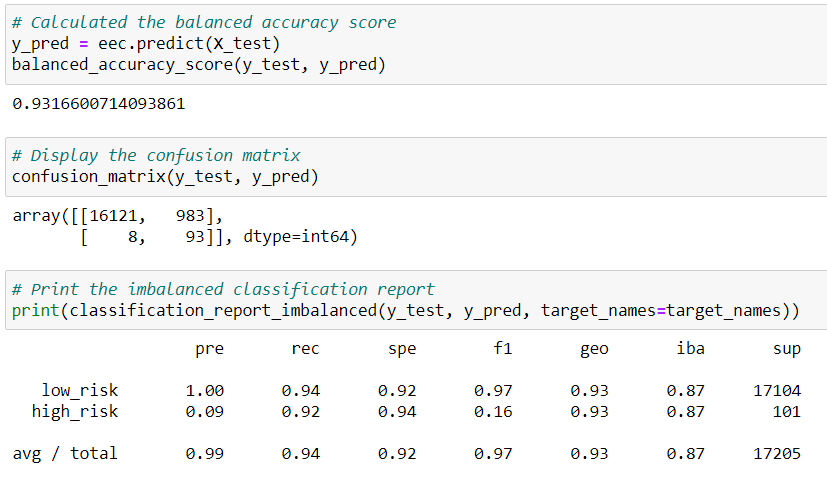 # Calculated the balanced accuracy score
y_pred = eec.predict(X_test)
balanced_accuracy_score(y_test, y_pred)
0.9316600714093861
# Display the confusion matrix
confusion_matrix(y_test, y_pred)
array([[16121,   983],
       [    8,    93]], dtype=int64)
# Print the imbalanced classification report
print(classification_report_imbalanced(y_test, y_pred, target_names=target_names))
pre rec spe f1 geo iba sup
low_risk 1.00 0.94 0.92 0.97 0.93 0.87 17104
high_risk 0.09 0.92 0.94 0.16 0.93 0.87 101
avg / total 0.99 0.94 0.92 0.97 0.93 0.87 17205